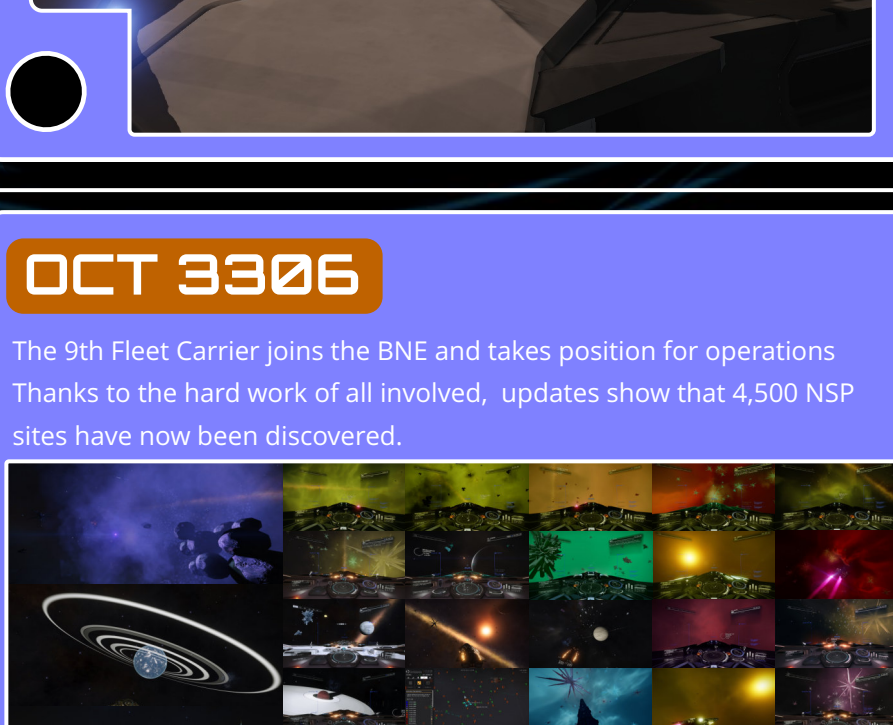 OCT 3306
The 9th Fleet Carrier joins the BNE and takes position for operations
Thanks to the hard work of all involved,  updates show that 4,500 NSP
sites have now been discovered.